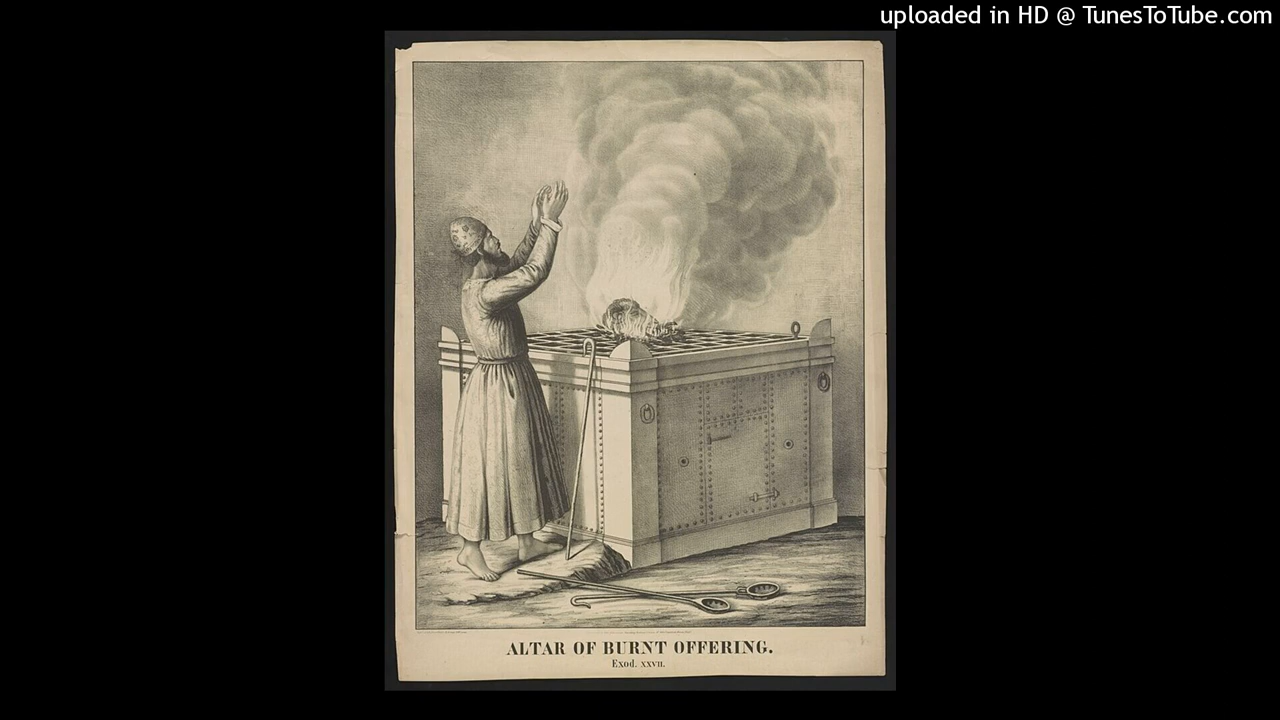 uploaded in HD @ TunesToTube.com
ALTAR OF BURNT OFFERING.
Exod. XXVII.